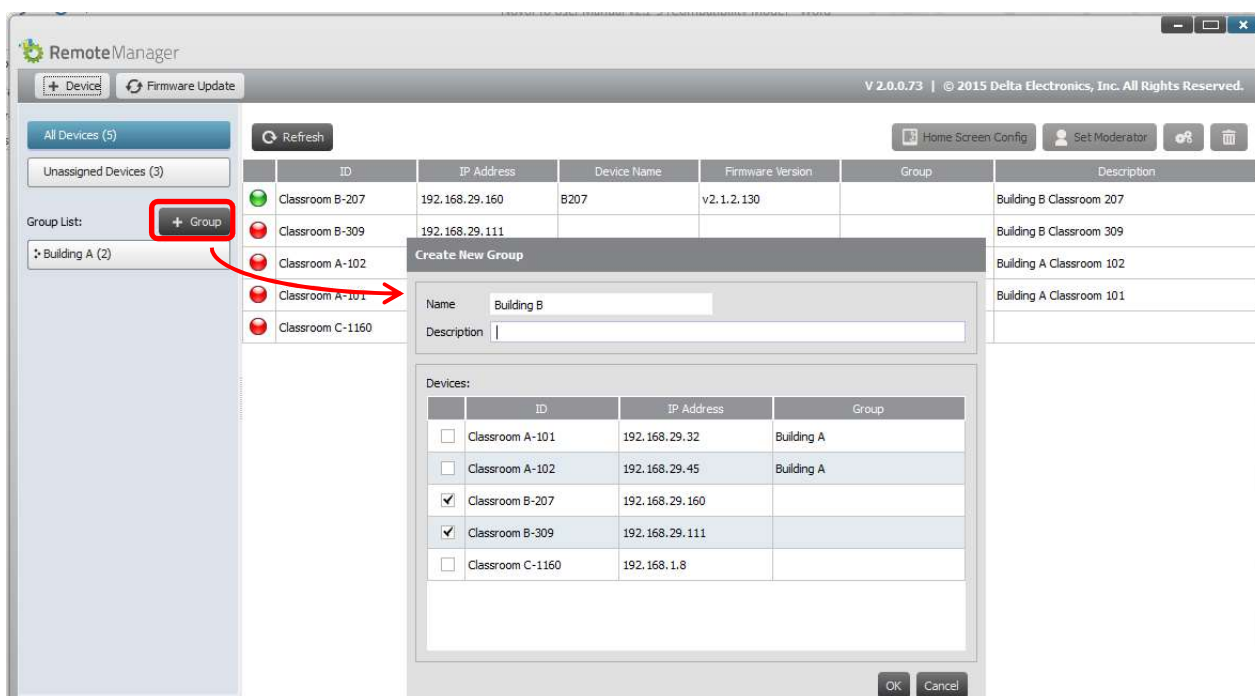 RemoteManager
+ Device Firmware Update V 2.0.0.73 | © 2015 Delta Electronics, Inc. All Rights Reserved.
All Devices (5)
Unassigned Devices (3)
Group List: + Group
Building A (2)
Refresh Home Screen Config Set Moderator
ID IP Address Device Name Firmware Version Group Description
Classroom B-207 192.168.29.160 B207 v2.1.2.130 Building B Classroom 207
Classroom B-309 192.168.29.111 Building B Classroom 309
Classroom A-102 Building A Classroom 102
Classroom A-101 Building A Classroom 101
Classroom C-1160
Create New Group
Name Building B
Description
Devices:
ID IP Address Group
Classroom A-101 192.168.29.32 Building A
Classroom A-102 192.168.29.45 Building A
Classroom B-207 192.168.29.160
Classroom B-309 192.168.29.111
Classroom C-1160 192.168.1.8
OK Cancel